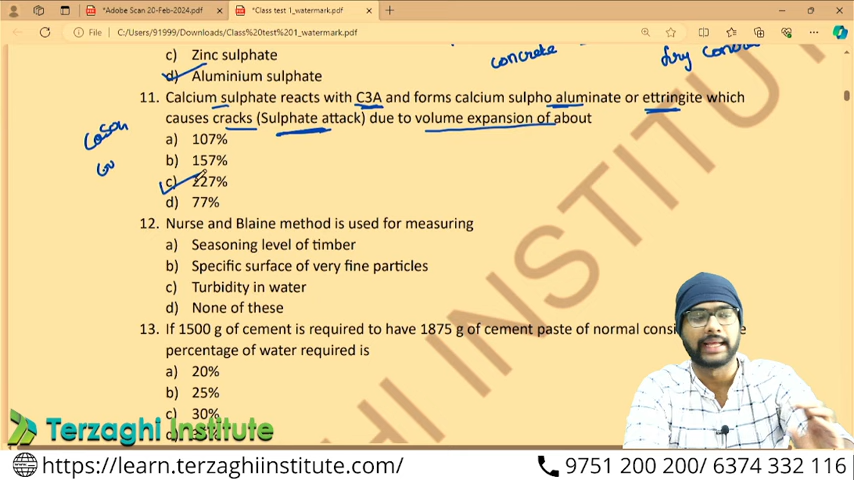 *Adobe Scan 20-Feb-2024.pdf
*Class test 1_watermark.pdf
File
C:/Users/91999/Downloads/Class%20test%201_watermark.pdf
c) Zinc sulphate
concrete
dry
d) Aluminium sulphate
11. Calcium sulphate reacts with C3A and forms calcium sulpho aluminate or ettringite which
causes cracks (Sulphate attack) due to volume expansion of about
a) 107%
b) 157%
c) 227%
d) 77%
12. Nurse and Blaine method is used for measuring
a) Seasoning level of timber
b) Specific surface of very fine particles
c) Turbidity in water
d) None of these
13. If 1500 g of cement is required to have 1875 g of cement paste of normal
percentage of water required is
a) 20%
b) 25%
c) 30%
Terzaghi Institute
https://learn.terzaghiinstitute.com/
9751 200 200/ 6374 332 116